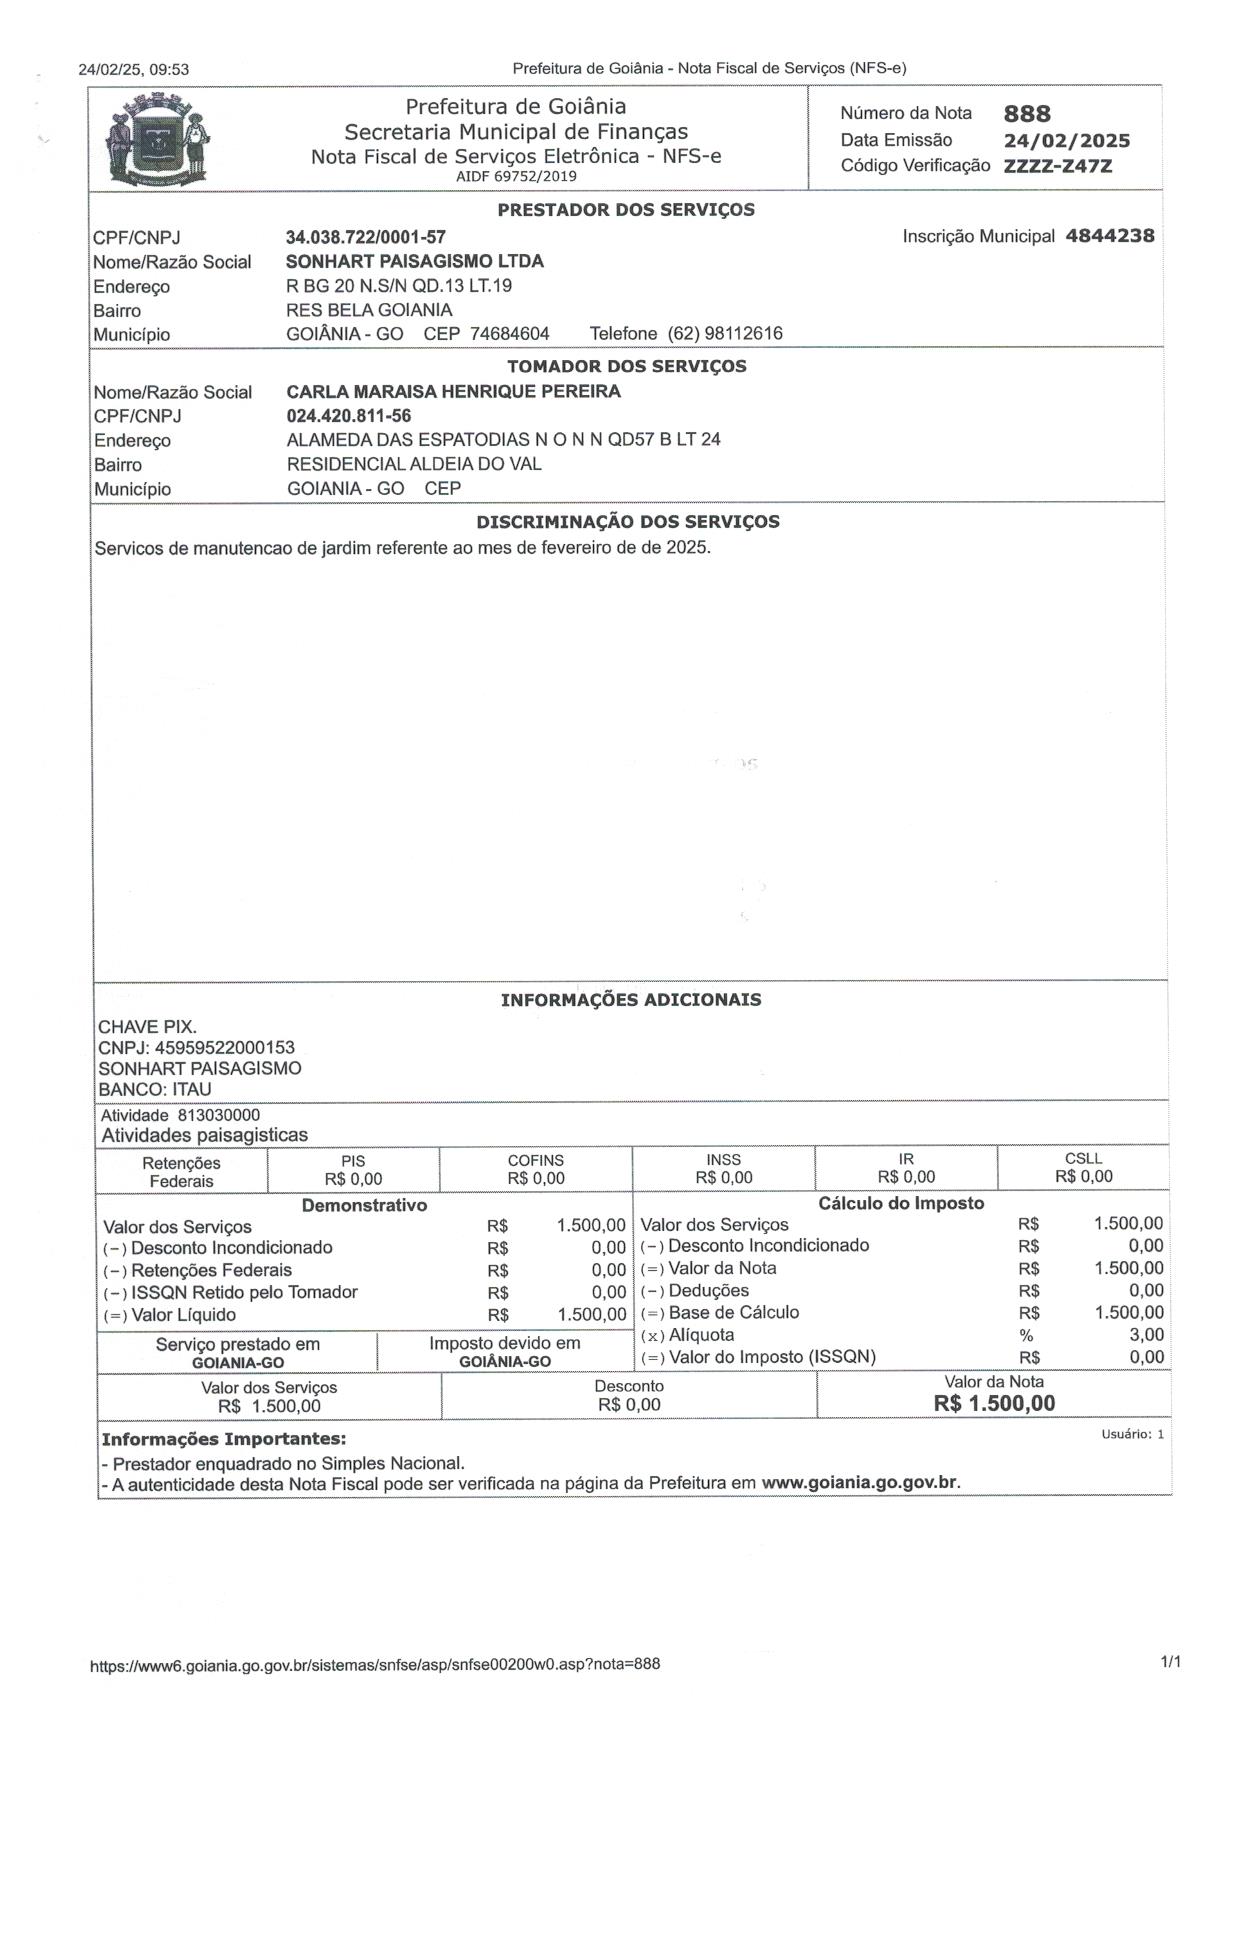 24/02/25, 09:53 Prefeitura de Goiânia - Nota Fiscal de Serviços (NFS-e)
Prefeitura de Goiânia
Secretaria Municipal de Finanças
Nota Fiscal de Serviços Eletrônica - NFS-e
AIDF 69752/2019
Número da Nota 888
Data Emissão 24/02/2025
Código Verificação ZZZZ-Z47Z
PRESTADOR DOS SERVIÇOS
CPF/CNPJ 34.038.722/0001-57 Inscrição Municipal 4844238
Nome/Razão Social SONHART PAISAGISMO LTDA
Endereço R BG 20 N.S/N QD.13 LT.19
Bairro RES BELA GOIANIA
Município GOIÂNIA - GO CEP 74684604 Telefone (62) 98112616
TOMADOR DOS SERVIÇOS
Nome/Razão Social CARLA MARAISA HENRIQUE PEREIRA
CPF/CNPJ 024.420.811-56
Endereço ALAMEDA DAS ESPATODIAS N O N N QD57 B LT 24
Bairro RESIDENCIAL ALDEIA DO VAL
Município GOIANIA - GO CEP
DISCRIMINAÇÃO DOS SERVIÇOS
Servicos de manutencao de jardim referente ao mes de fevereiro de de 2025.
INFORMAÇÕES ADICIONAIS
CHAVE PIX.
CNPJ: 45959522000153
SONHART PAISAGISMO
BANCO: ITAU
Atividade 813030000
Atividades paisagisticas
Retenções Federais PIS R$ 0,00 COFINS R$ 0,00 INSS R$ 0,00 IR R$ 0,00 CSLL R$ 0,00
Demonstrativo
Valor dos Serviços R$ 1.500,00
(-) Desconto Incondicionado R$ 0,00
(-) Retenções Federais R$ 0,00
(-) ISSQN Retido pelo Tomador R$ 0,00
(=) Valor Líquido R$ 1.500,00
Serviço prestado em
GOIANIA-GO
Imposto devido em
GOIÂNIA-GO
Cálculo do Imposto
Valor dos Serviços R$ 1.500,00
(-) Desconto Incondicionado R$ 0,00
(=) Valor da Nota R$ 1.500,00
(-) Deduções R$ 0,00
(=) Base de Cálculo R$ 1.500,00
(x) Alíquota % 3,00
(=) Valor do Imposto (ISSQN) R$ 0,00
Valor dos Serviços
R$ 1.500,00
Desconto
R$ 0,00
Valor da Nota
R$ 1.500,00
Informações Importantes: Usuário: 1
- Prestador enquadrado no Simples Nacional.
- A autenticidade desta Nota Fiscal pode ser verificada na página da Prefeitura em www.goiania.go.gov.br.
https://www6.goiania.go.gov.br/sistemas/snfse/asp/snfse00200w0.asp?nota=888 1/1